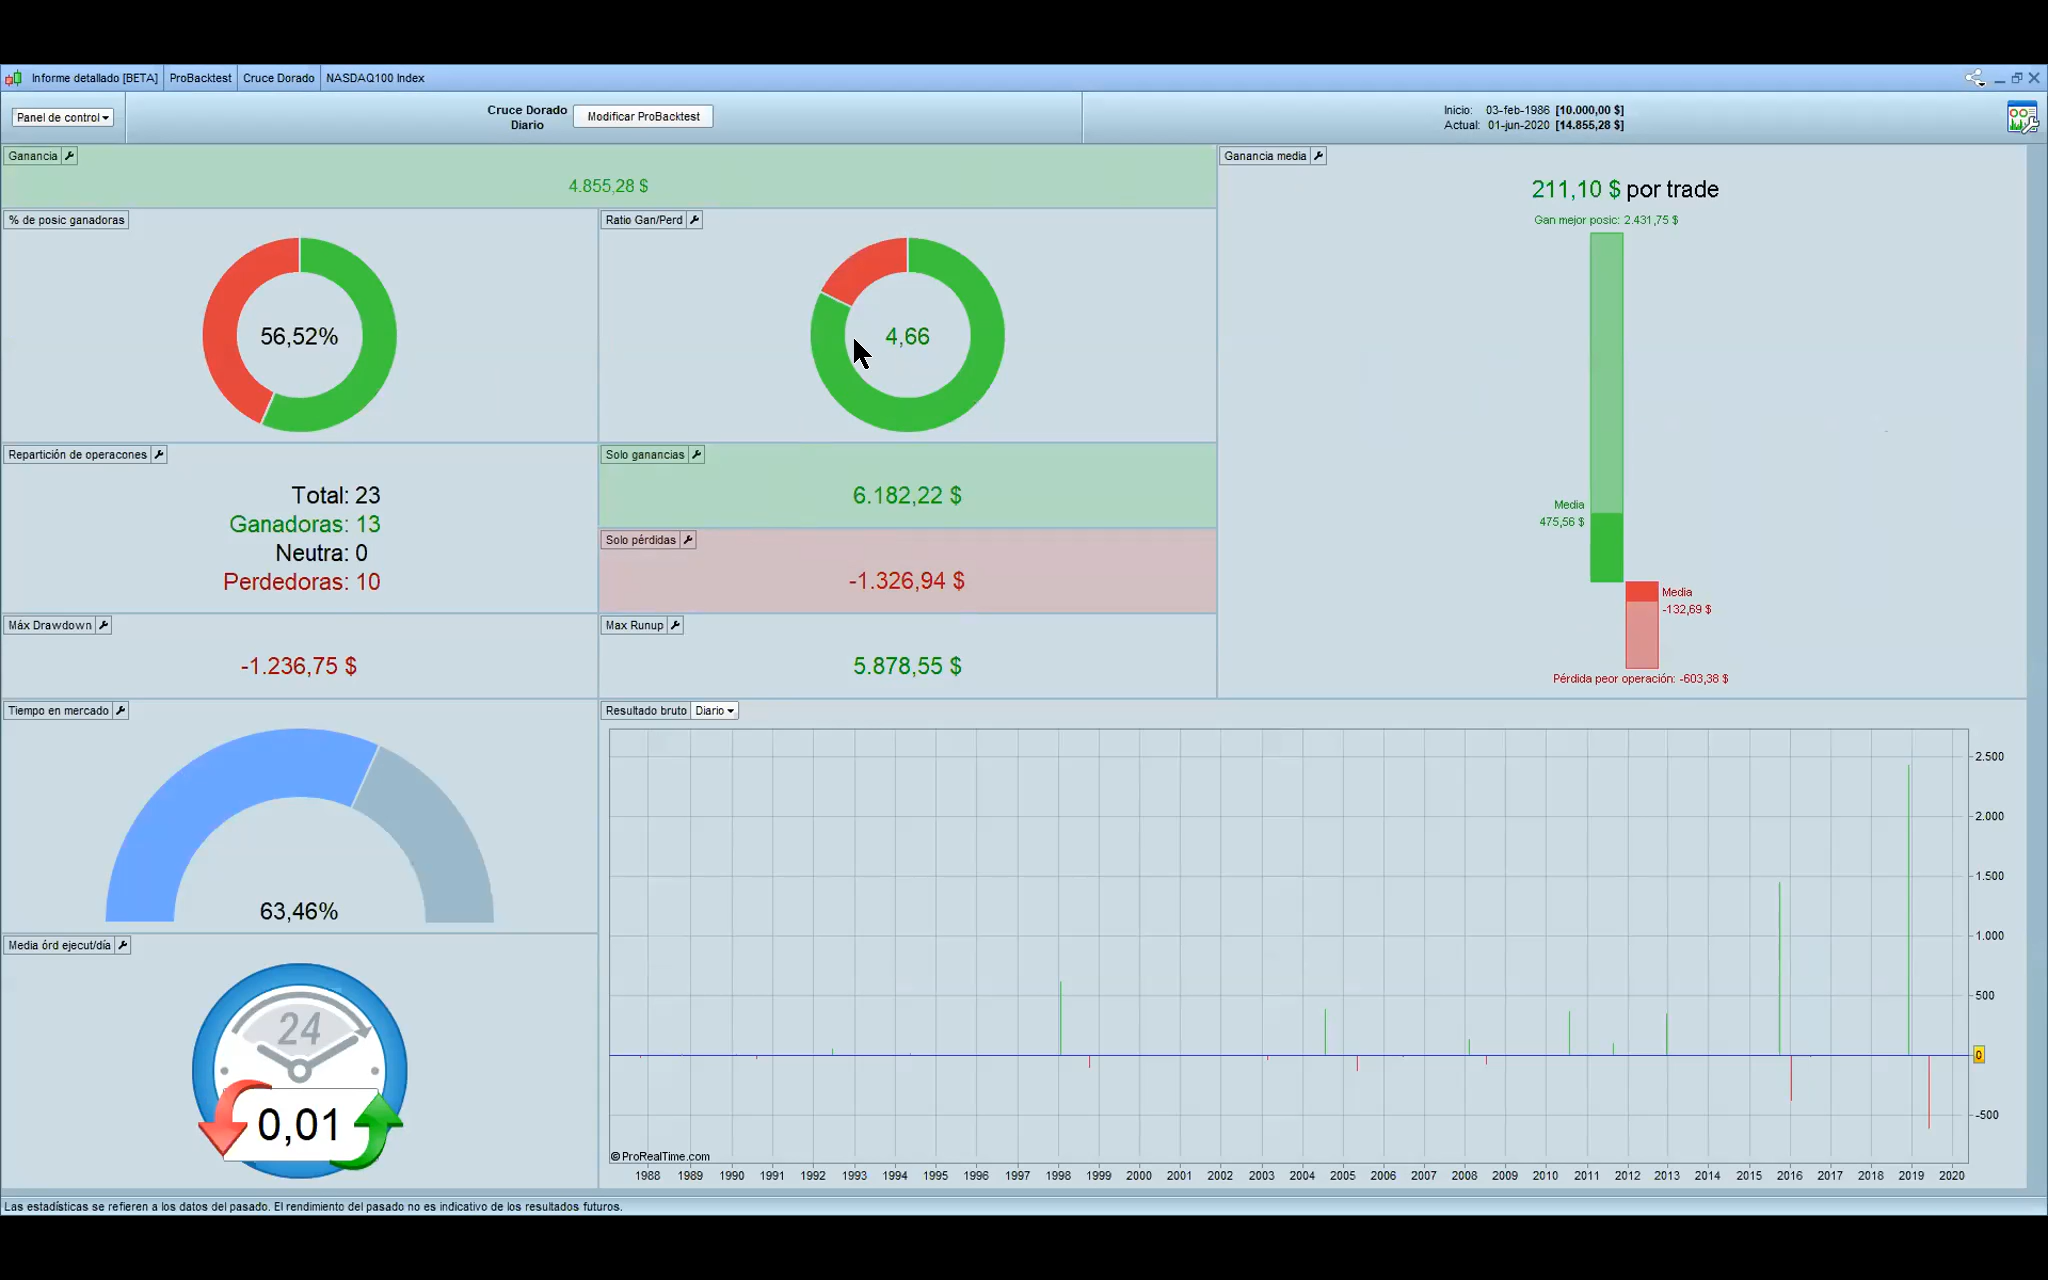 Informe detallado [BETA] ProBacktest Cruce Dorado NASDAQ100 Index
Panel de control
Cruce Dorado
Diario
Modificar ProBacktest
Inicio: 03-feb-1986 [10.000,00 $]
Actual: 01-jun-2020 [14.855,28 $]
Ganancia
4.855,28 $
% de posic ganadoras
56,52%
Ratio Gan/Perd
4,66
Ganancia media
211,10 $ por trade
Gan mejor posic: 2.431,75 $
Media
475,56 $
Media
-132,69 $
Pérdida peor operación: -603,38 $
Repartición de operacones
Total: 23
Ganadoras: 13
Neutra: 0
Perdedoras: 10
Solo ganancias
6.182,22 $
Solo pérdidas
-1.326,94 $
Máx Drawdown
-1.236,75 $
Max Runup
5.878,55 $
Tiempo en mercado
63,46%
Media órd ejecut/día
24
0,01
Resultado bruto Diario
2.500
2.000
1.500
1.000
500
0
-500
©ProRealTime.com
1988 1989 1990 1991 1992 1993 1994 1995 1996 1997 1998 1999 2000 2001 2002 2003 2004 2005 2006 2007 2008 2009 2010 2011 2012 2013 2014 2015 2016 2017 2018 2019 2020
Las estadísticas se refieren a los datos del pasado. El rendimiento del pasado no es indicativo de los resultados futuros.